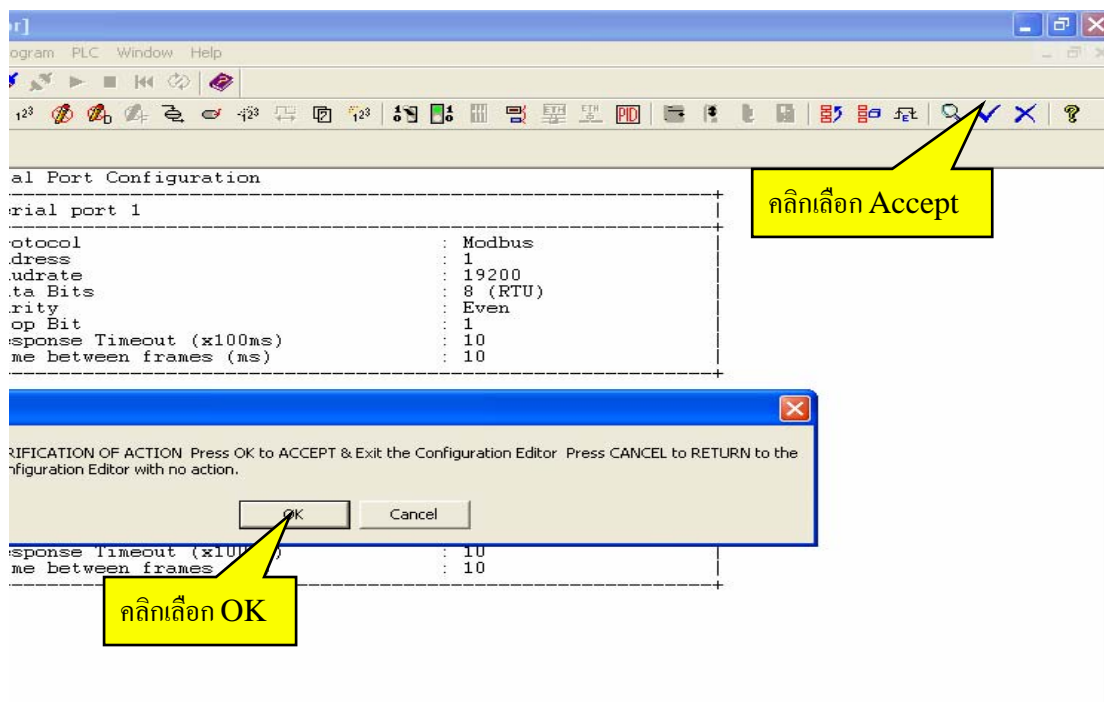 r]
ogram PLC Window Help
al Port Configuration
erial port 1
คลิกเลือก Accept
otocol : Modbus
dress : 1
udrate : 19200
ta Bits : 8 (RTU)
rity : Even
op Bit : 1
sponse Timeout (x100ms) : 10
me between frames (ms) : 10
RIFICATION OF ACTION Press OK to ACCEPT & Exit the Configuration Editor Press CANCEL to RETURN to the
nfiguration Editor with no action.
OK Cancel
esponse Timeout : 10
me between frames : 10
คลิกเลือก OK